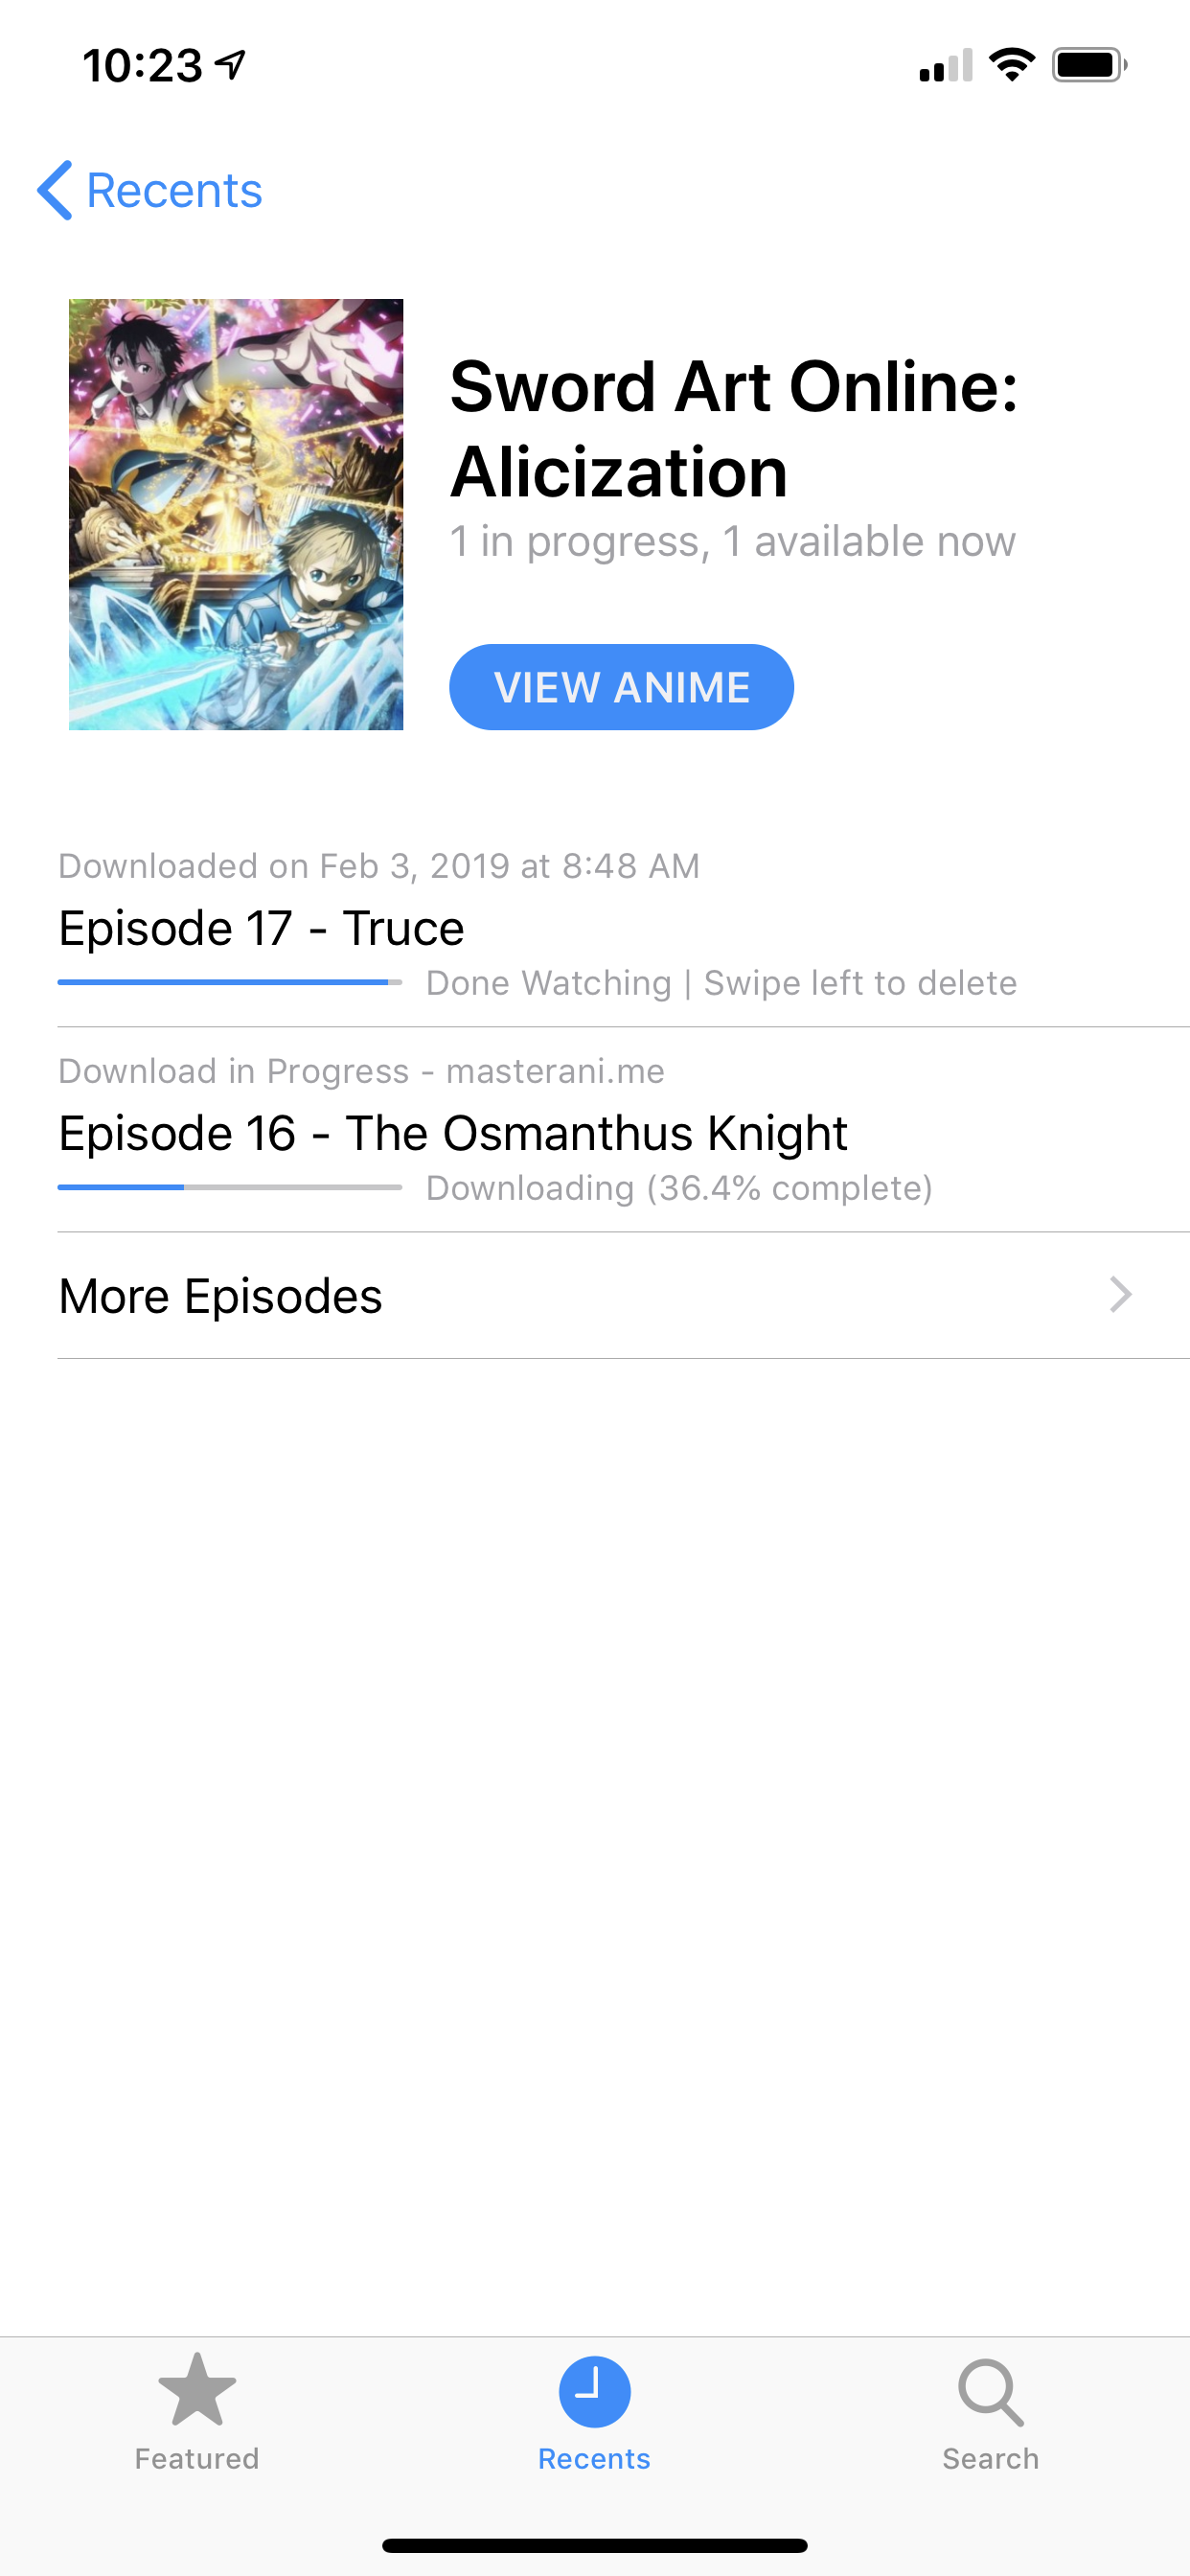 10:23
Recents
Sword Art Online:
Alicization
1 in progress, 1 available now
VIEW ANIME
Downloaded on Feb 3, 2019 at 8:48 AM
Episode 17 - Truce
Done Watching | Swipe left to delete
Download in Progress - masterani.me
Episode 16 - The Osmanthus Knight
Downloading (36.4% complete)
More Episodes
Featured
Recents
Search